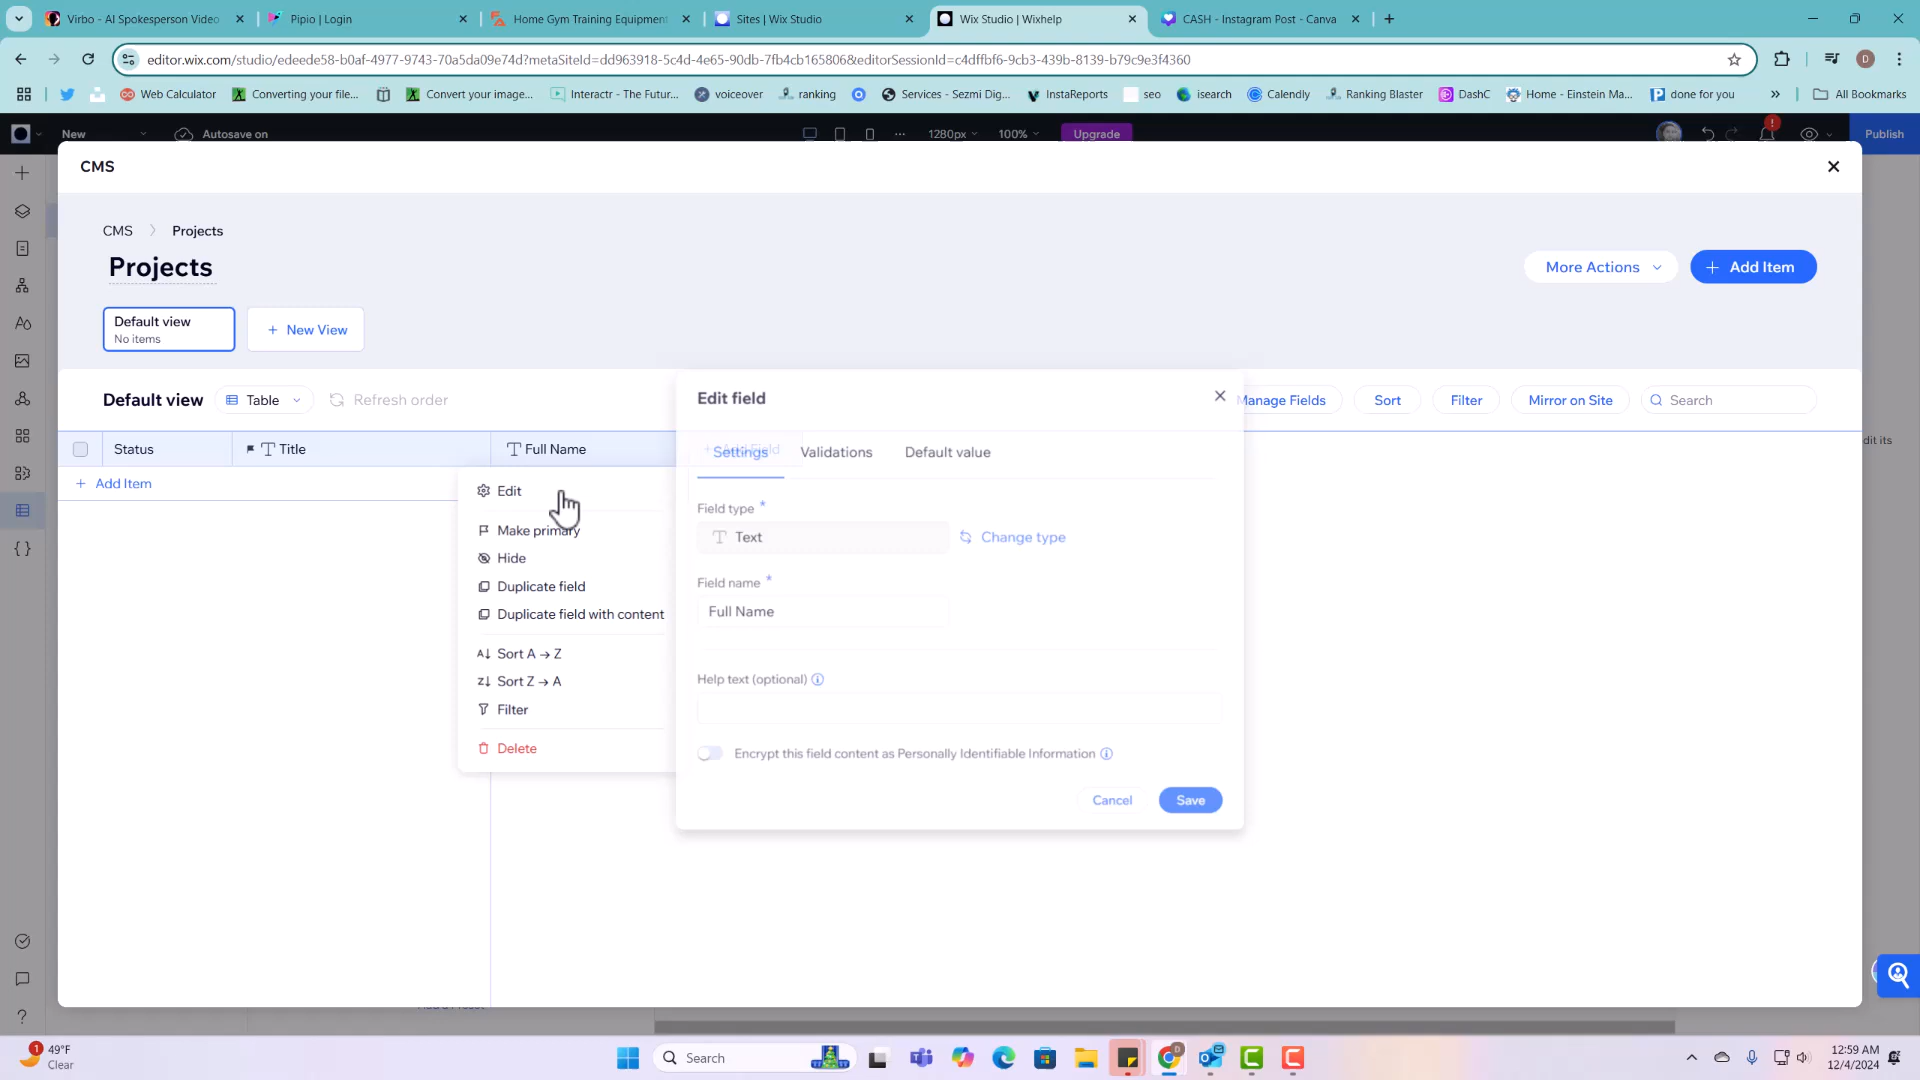 Virbo - AI Spokesperson Video
Pipio | Login
Home Gym Training Equipment
Sites | Wix Studio
Wix Studio | Wixhelp
CASH - Instagram Post - Canva
editor.wix.com/studio/edeede58-b0af-4977-9743-70a5da09e74d?metaSiteId=dd963918-5c4d-4e65-90db-7fb4cb165806&editorSessionId=c4dffbf6-9cb3-439b-8139-b79c9e3f4360
D
Web Calculator
Converting your file...
Convert your image...
Interactr - The Futur...
voiceover
ranking
Services - Sezmi Dig...
InstaReports
seo
isearch
Calendly
Ranking Blaster
DashC
Home - Einstein Ma...
done for you
All Bookmarks
New
Autosave on
1280px
100%
Upgrade
Publish
CMS
CMS
Projects
Projects
More Actions
Add Item
Default view
No items
New View
Default view
Table
Refresh order
Manage Fields
Sort
Filter
Mirror on Site
Search
dit its
Status
Title
Full Name
+ Add Field
Add Item
Edit
Make primary
Hide
Duplicate field
Duplicate field with content
Sort A → Z
Sort Z → A
Filter
Delete
Edit field
Settings
Validations
Default value
Field type *
Text
Change type
Field name *
Full Name
Help text (optional)
Encrypt this field content as Personally Identifiable Information
Cancel
Save
1
49°F
Clear
Search
12:59 AM
12/4/2024